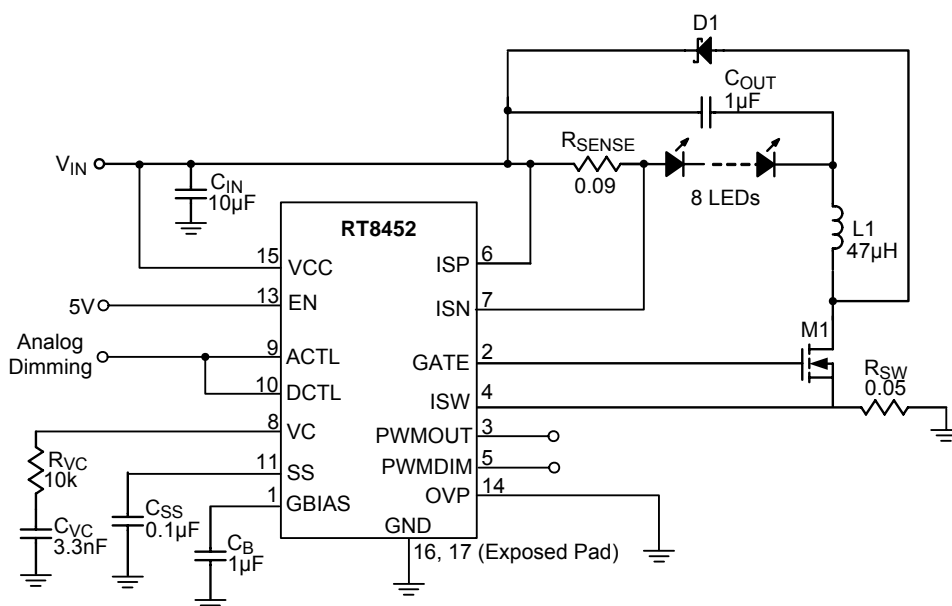 D1
COUT
1µF
VIN
RSENSE
0.09
8 LEDs
CIN
10µF
L1
47µH
RT8452
15
VCC
6
ISP
13
EN
5V
7
ISN
Analog
Dimming
9
ACTL
10
DCTL
2
GATE
M1
4
ISW
RSW
0.05
8
VC
3
PWMOUT
11
SS
5
PWMDIM
1
GBIAS
14
OVP
RVC
10k
CVC
3.3nF
CSS
0.1µF
CB
1µF
GND
16, 17 (Exposed Pad)